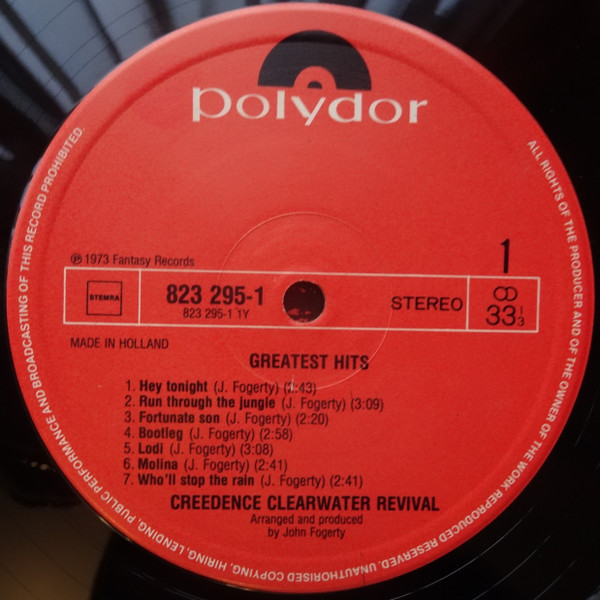 polydor
ALL RIGHTS OF THE PRODUCER AND OF THE OWNER OF THE WORK REPRODUCED RESERVED. UNAUTHORISED COPYING, HIRING, LENDING, PUBLIC PERFORMANCE AND BROADCASTING OF THIS RECORD PROHIBITED.
℗ 1973 Fantasy Records
1
STEMRA
823 295-1
823 295-1 1Y
STEREO
33 1/3
MADE IN HOLLAND
GREATEST HITS
1. Hey tonight (J. Fogerty) (2:43)
2. Run through the jungle (J. Fogerty) (3:09)
3. Fortunate son (J. Fogerty) (2:20)
4. Bootleg (J. Fogerty) (2:58)
5. Lodi (J. Fogerty) (3:08)
6. Molina (J. Fogerty) (2:41)
7. Who'll stop the rain (J. Fogerty) (2:41)
CREEDENCE CLEARWATER REVIVAL
Arranged and produced
by John Fogerty